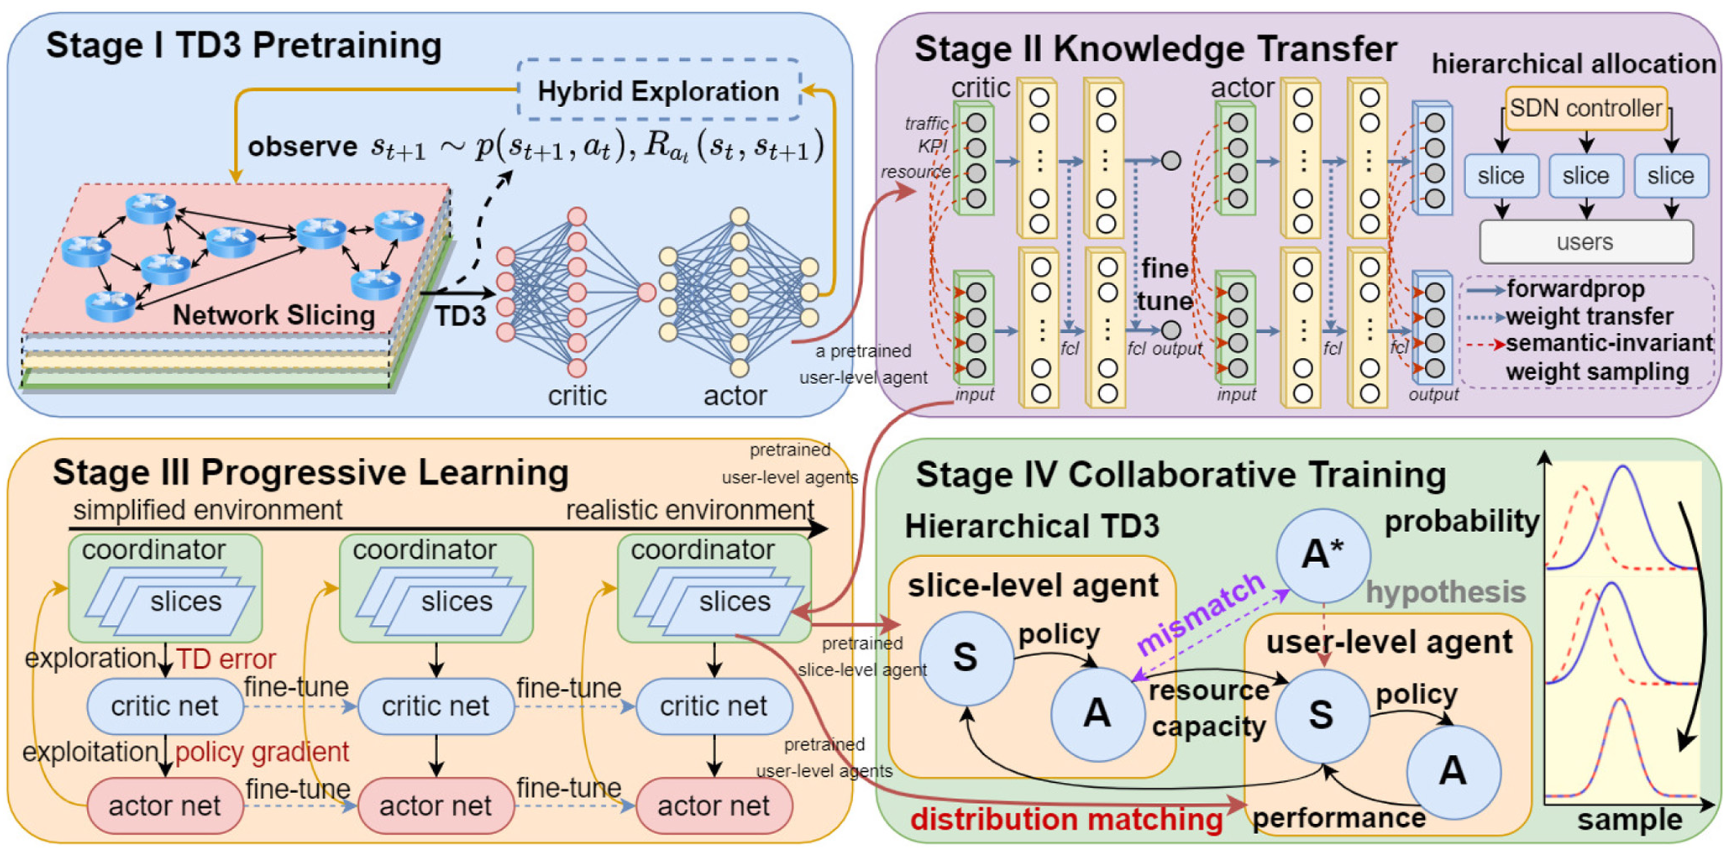 Stage I TD3 Pretraining
Hybrid Exploration
observe s_{t+1} ∼ p(s_{t+1}, a_t), R_{a_t}(s_t, s_{t+1})
Network Slicing
TD3
critic
actor
a pretrained
user-level agent
Stage II Knowledge Transfer
critic
actor
traffic
KPI
resource
fine
tune
fcl
fcl
output
fcl
fcl
input
input
output
hierarchical allocation
SDN controller
slice
slice
slice
users
forwardprop
weight transfer
semantic-invariant
weight sampling
Stage III Progressive Learning
pretrained
user-level agents
simplified environment
realistic environment
coordinator
coordinator
coordinator
slices
slices
slices
exploration
TD error
critic net
fine-tune
critic net
fine-tune
critic net
exploitation
policy gradient
actor net
fine-tune
actor net
fine-tune
actor net
pretrained
slice-level agent
pretrained
user-level agents
Stage IV Collaborative Training
Hierarchical TD3
slice-level agent
S
policy
A
mismatch
A*
hypothesis
user-level agent
resource
capacity
S
policy
A
performance
distribution matching
probability
sample